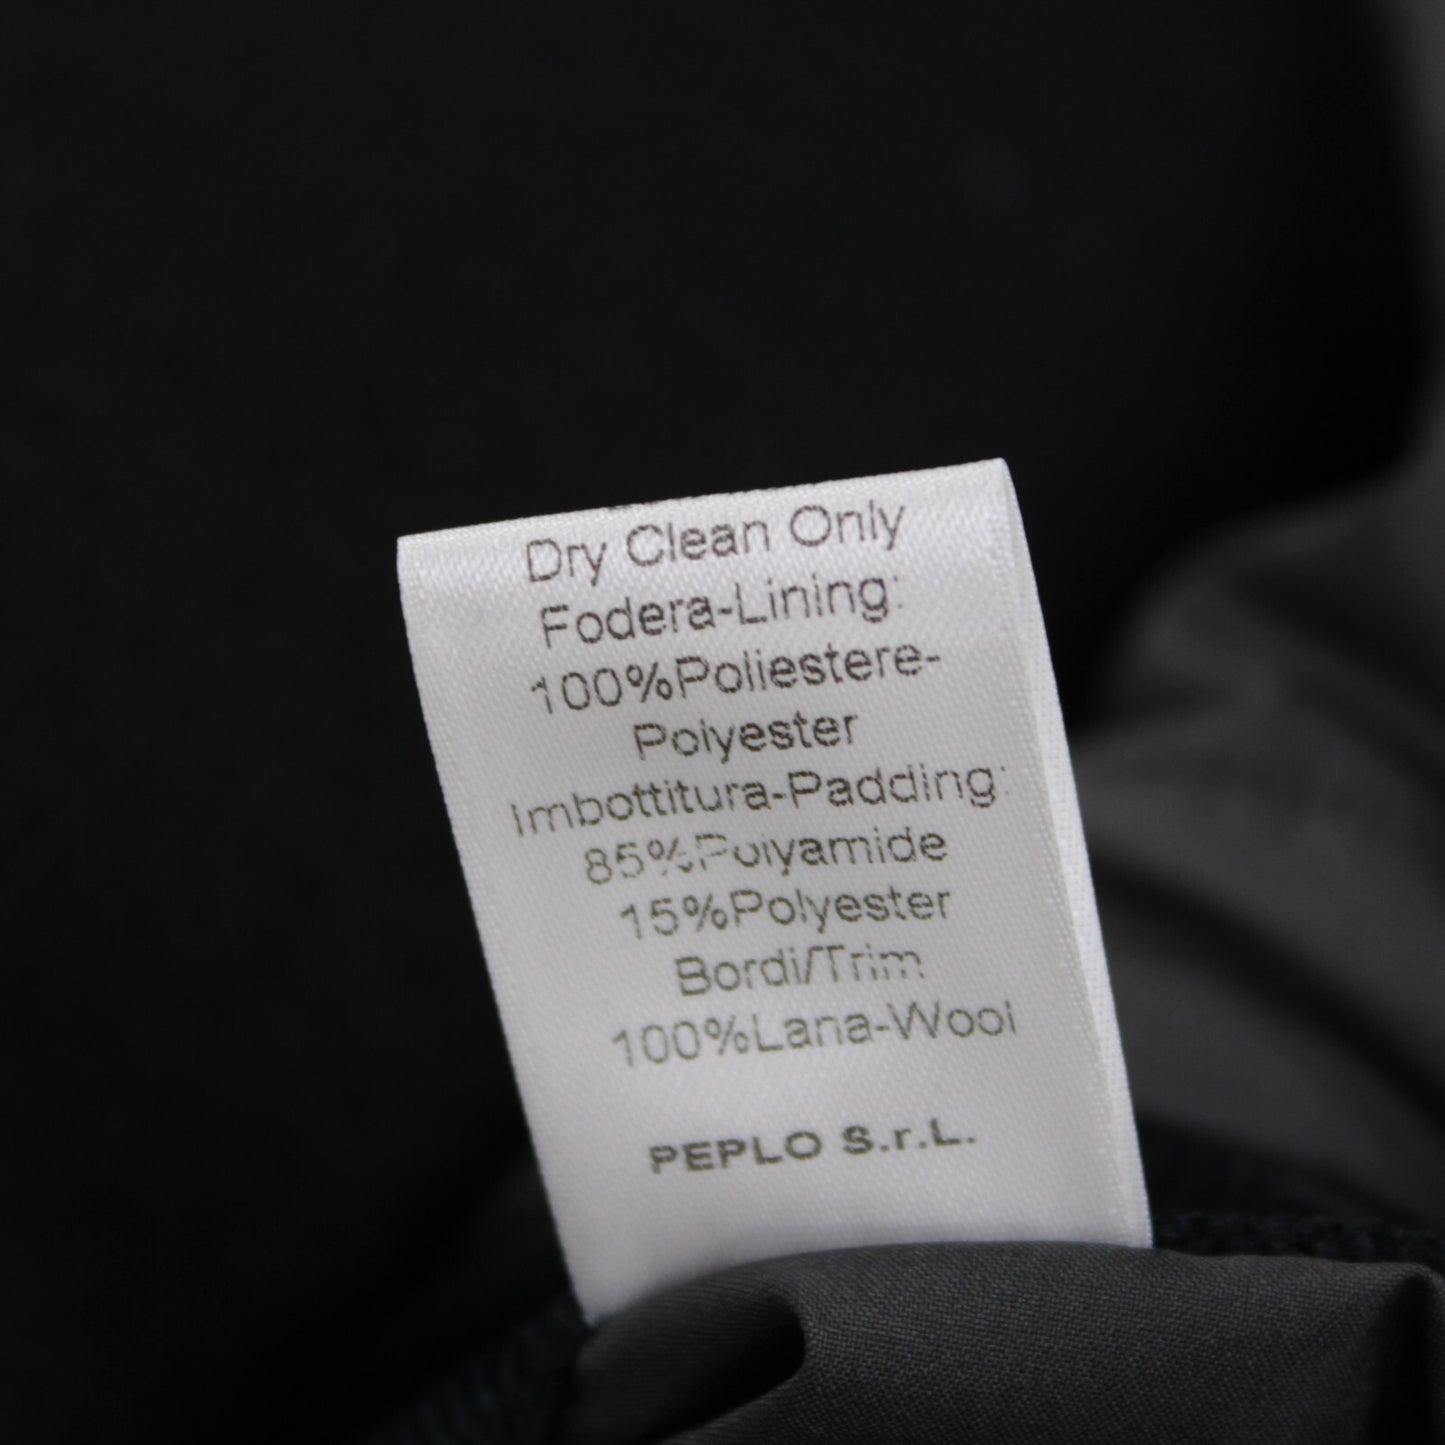 Dry Clean Only
Fodera-Lining:
100%Poliestere-
Polyester
Imbottitura-Padding:
85%Polyamide
15%Polyester
Bordi/Trim
100%Lana-Wool
PEPLO S.r.L.